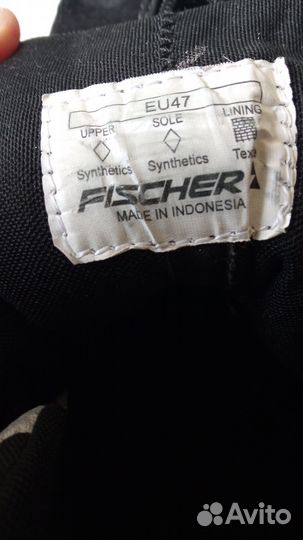 EU47
UPPER SOLE LINING
Synthetics Synthetics
FISCHER
MADE IN INDONESIA
Avito